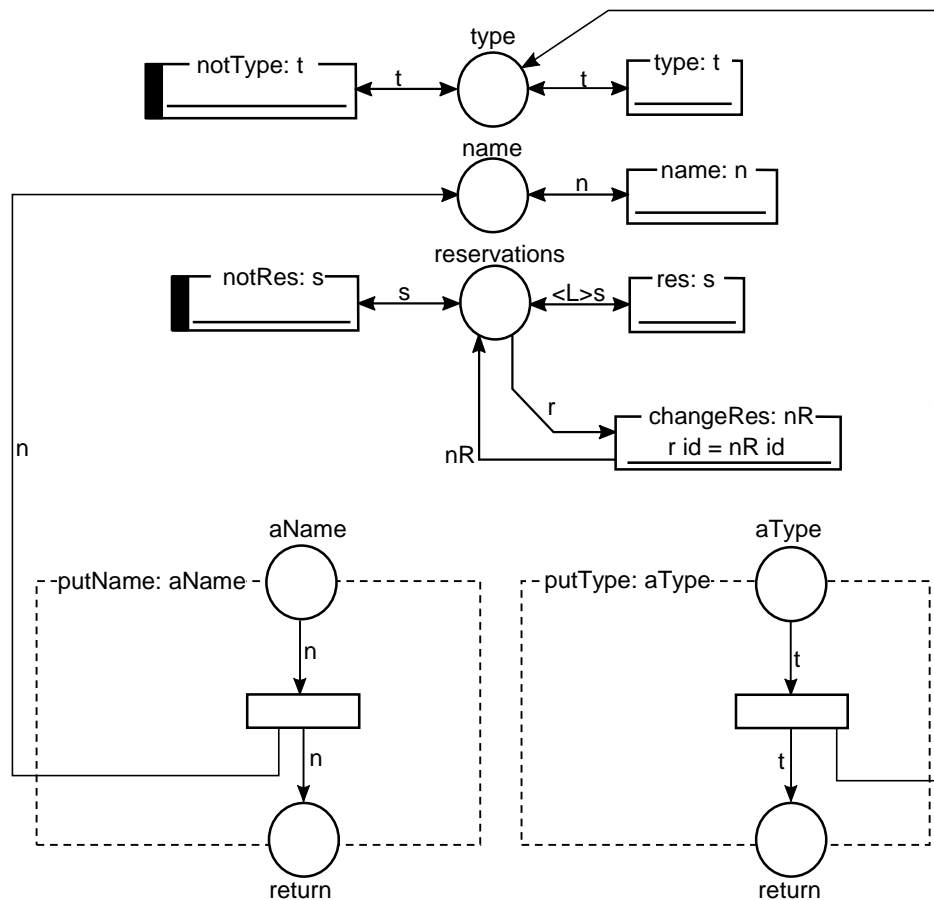 type
notType: t
t
t
type: t
name
n
name: n
reservations
notRes: s
s
<L>s
res: s
r
changeRes: nR
r id = nR id
nR
n
aName
putName: aName
n
n
return
aType
putType: aType
t
t
return